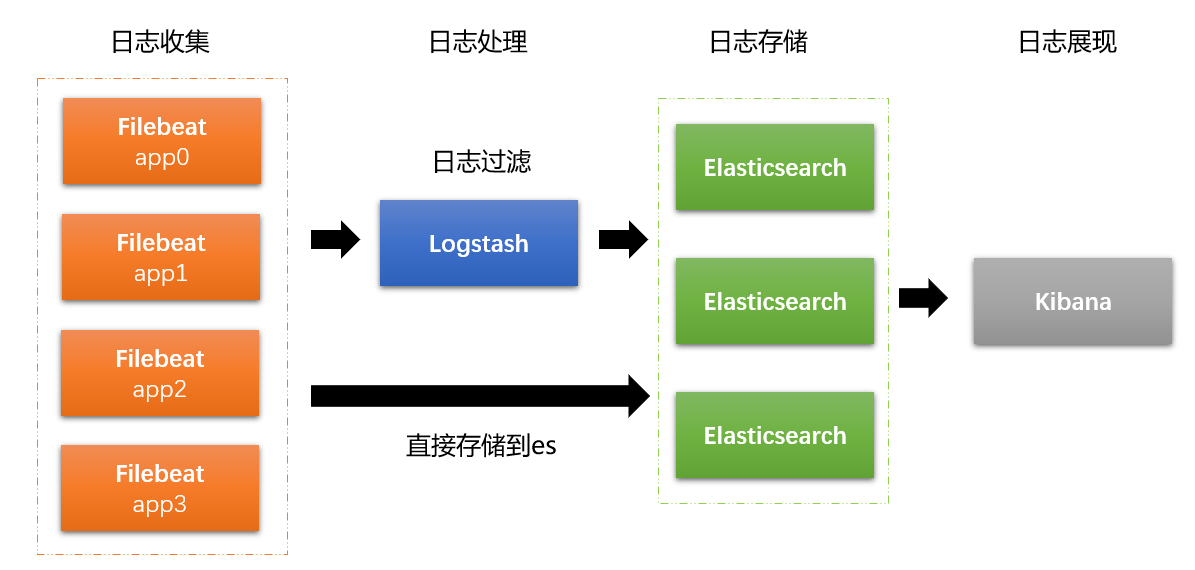 日志收集
日志处理
日志存储
日志展现
Filebeat
app0
Filebeat
app1
Filebeat
app2
Filebeat
app3
日志过滤
Logstash
直接存储到es
Elasticsearch
Elasticsearch
Elasticsearch
Kibana